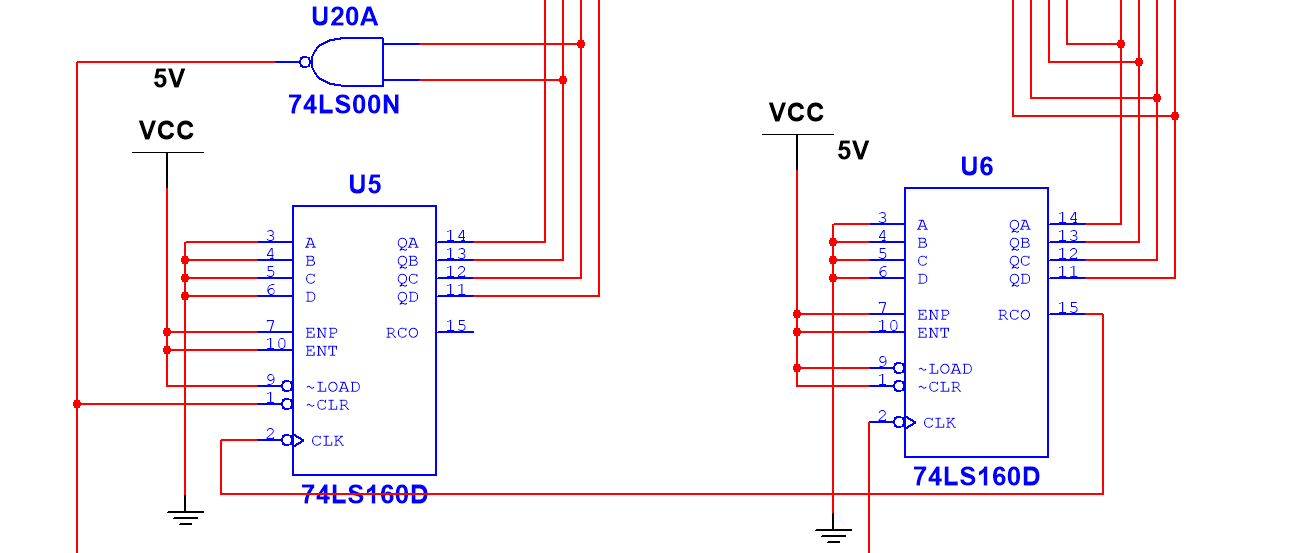 U20A
5V
74LS00N
VCC
VCC
5V
U5
U6
3 A QA 14
4 B QB 13
5 C QC 12
6 D QD 11
7 ENP RCO 15
10 ENT
9 ~LOAD
1 ~CLR
2 CLK
74LS160D
3 A QA 14
4 B QB 13
5 C QC 12
6 D QD 11
7 ENP RCO 15
10 ENT
9 ~LOAD
1 ~CLR
2 CLK
74LS160D